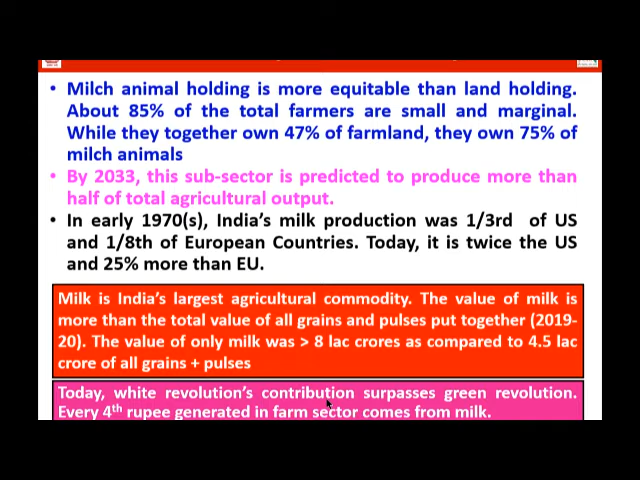 • Milch animal holding is more equitable than land holding.
About 85% of the total farmers are small and marginal.
While they together own 47% of farmland, they own 75% of
milch animals
• By 2033, this sub-sector is predicted to produce more than
half of total agricultural output.
• In early 1970(s), India's milk production was 1/3rd of US
and 1/8th of European Countries. Today, it is twice the US
and 25% more than EU.
Milk is India's largest agricultural commodity. The value of milk is
more than the total value of all grains and pulses put together (2019-
20). The value of only milk was > 8 lac crores as compared to 4.5 lac
crore of all grains + pulses
Today, white revolution's contribution surpasses green revolution.
Every 4th rupee generated in farm sector comes from milk.